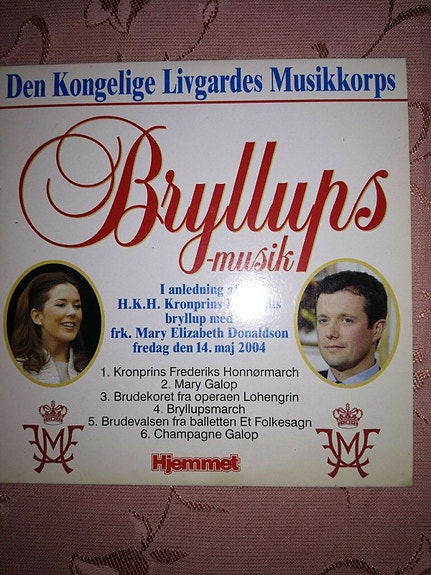 Den Kongelige Livgardes Musikkorps
Bryllups
-musik
I anledning
H.K.H. Kronprins
bryllup med
frk. Mary Elizabeth Donaldson
fredag den 14. maj 2004
1. Kronprins Frederiks Honnørmarch
2. Mary Galop
3. Brudekoret fra operaen Lohengrin
4. Bryllupsmarch
5. Brudevalsen fra balletten Et Folkesagn
6. Champagne Galop
Hjemmet